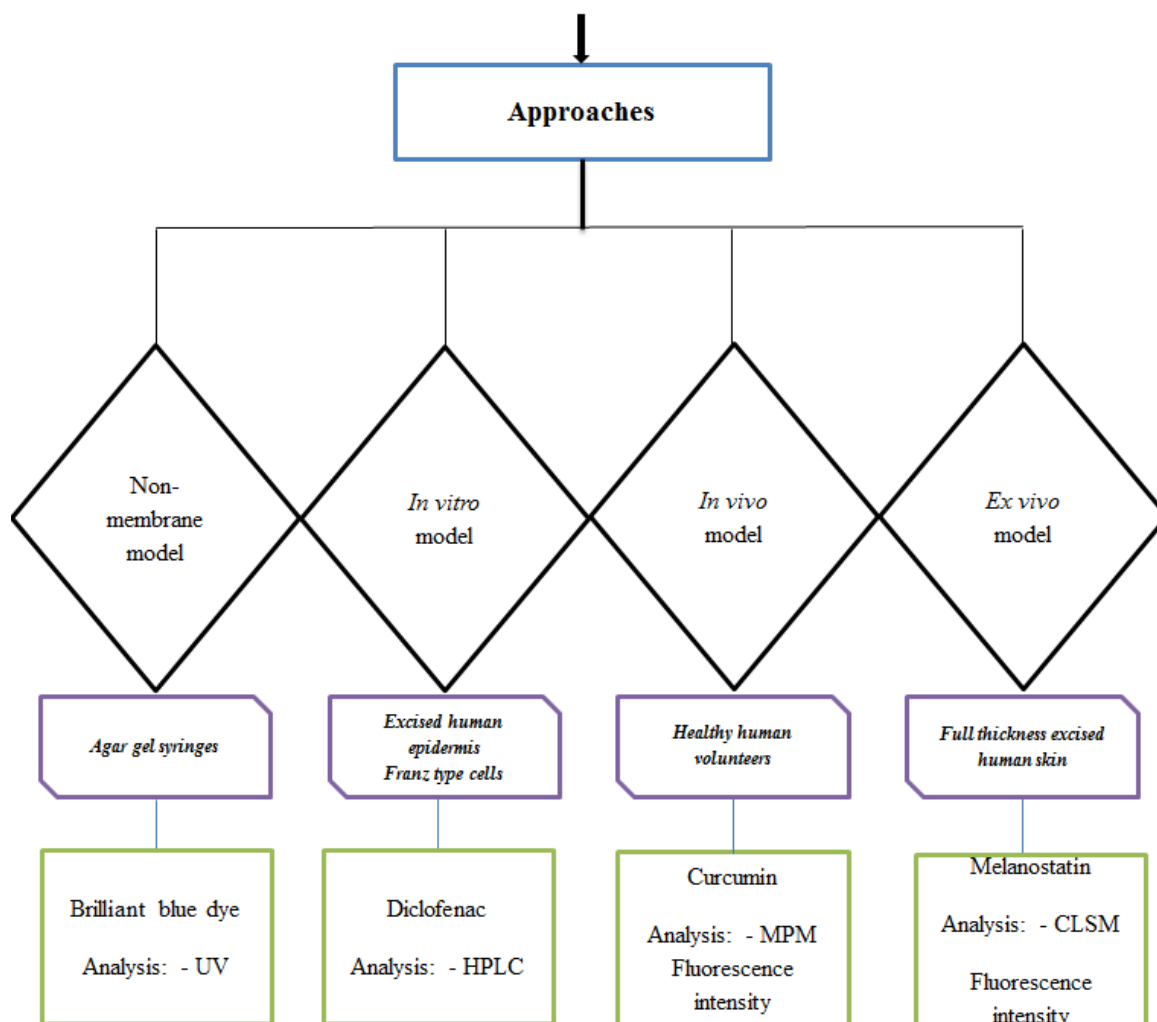 Approaches
Non-
membrane
model
In vitro
model
In vivo
model
Ex vivo
model
Agar gel syringes
Excised human
epidermis
Franz type cells
Healthy human
volunteers
Full thickness excised
human skin
Brilliant blue dye
Analysis: - UV
Diclofenac
Analysis: - HPLC
Curcumin
Analysis: - MPM
Fluorescence
intensity
Melanostatin
Analysis: - CLSM
Fluorescence
intensity